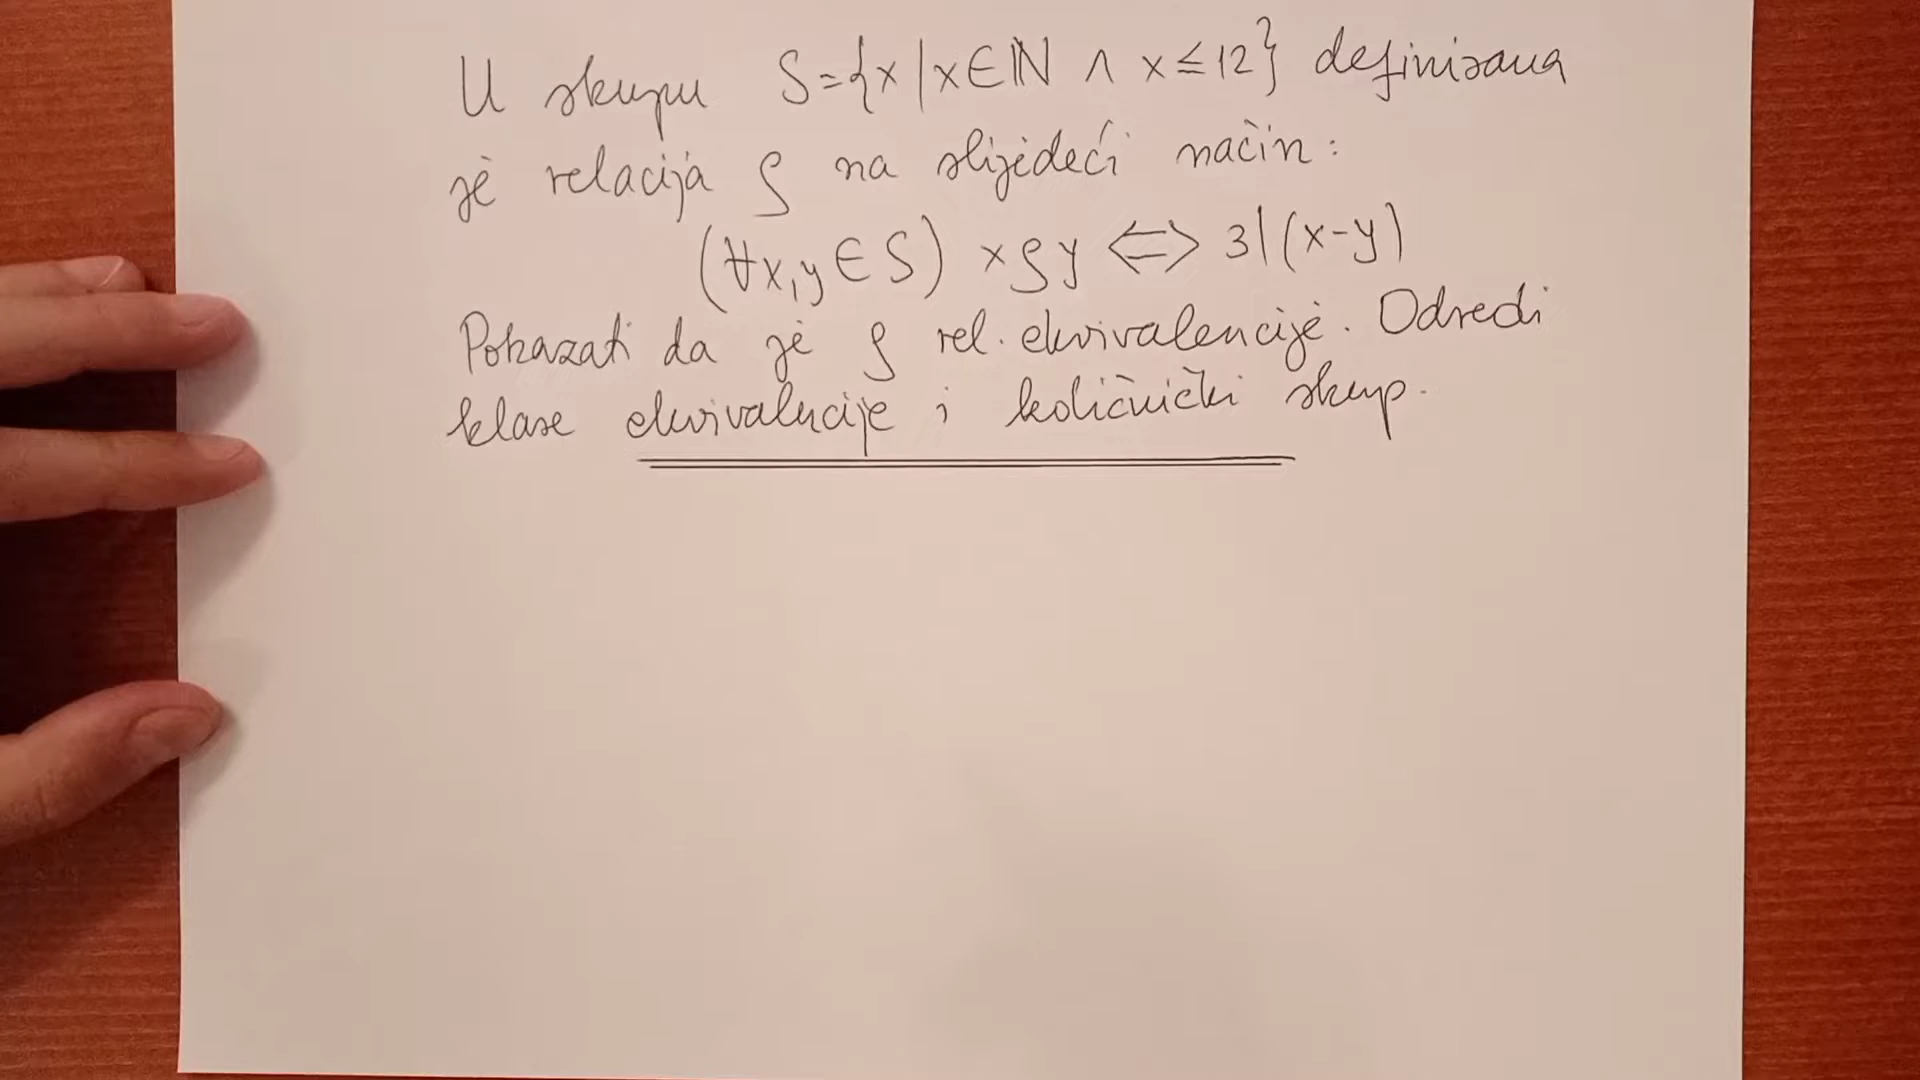 U skupu S={x|x∈ℕ ∧ x≤12} definisana
je relacija ρ na slijedeći način:
(∀x,y∈S) xρy ⇔ 3|(x-y)
Pokazati da je ρ rel. ekvivalencije. Odredi
klase ekvivalencije i količnički skup.